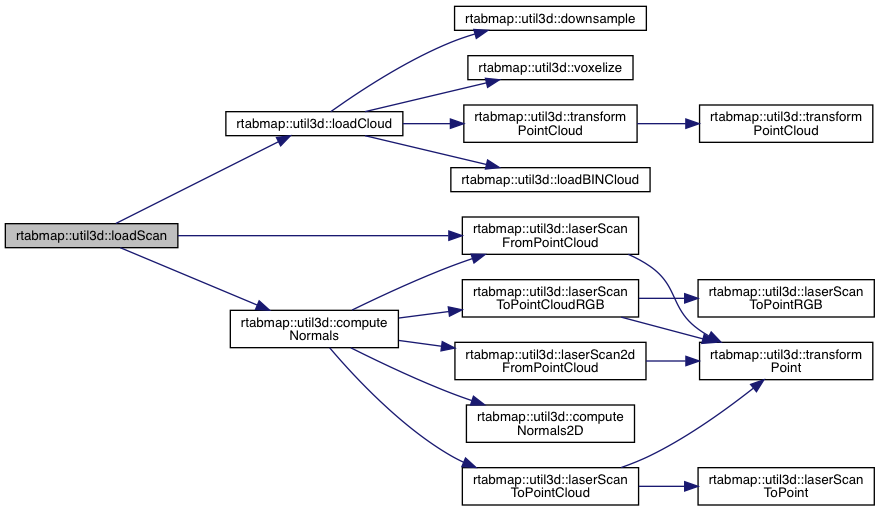 rtabmap::util3d::downsample
rtabmap::util3d::voxelize
rtabmap::util3d::loadCloud
rtabmap::util3d::transform
PointCloud
rtabmap::util3d::transform
PointCloud
rtabmap::util3d::loadBINCloud
rtabmap::util3d::loadScan
rtabmap::util3d::laserScan
FromPointCloud
rtabmap::util3d::laserScan
ToPointCloudRGB
rtabmap::util3d::laserScan
ToPointRGB
rtabmap::util3d::compute
Normals
rtabmap::util3d::laserScan2d
FromPointCloud
rtabmap::util3d::transform
Point
rtabmap::util3d::compute
Normals2D
rtabmap::util3d::laserScan
ToPointCloud
rtabmap::util3d::laserScan
ToPoint